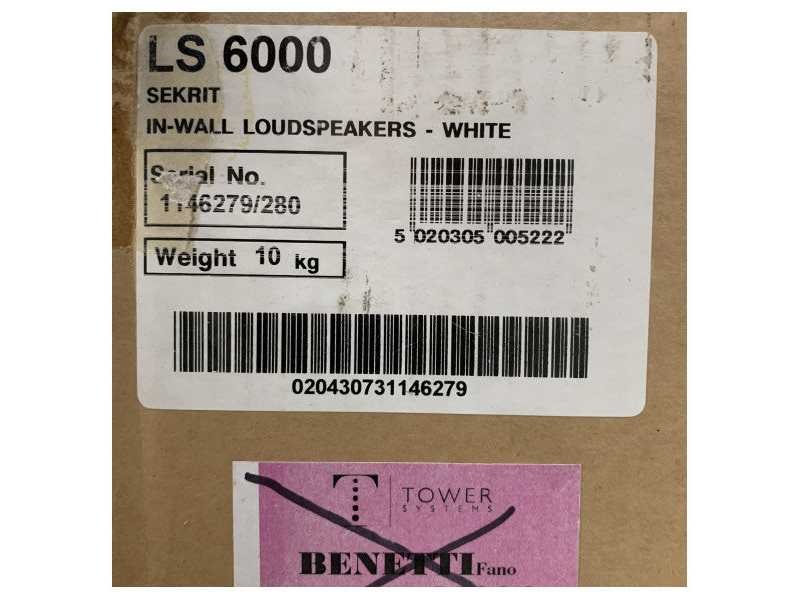 LS 6000
SEKRIT
IN-WALL LOUDSPEAKERS - WHITE
Serial No.
1146279/280
Weight 10 kg
5 020305 005222
020430731146279
T TOWER
SYSTEMS
BENETTI Fano